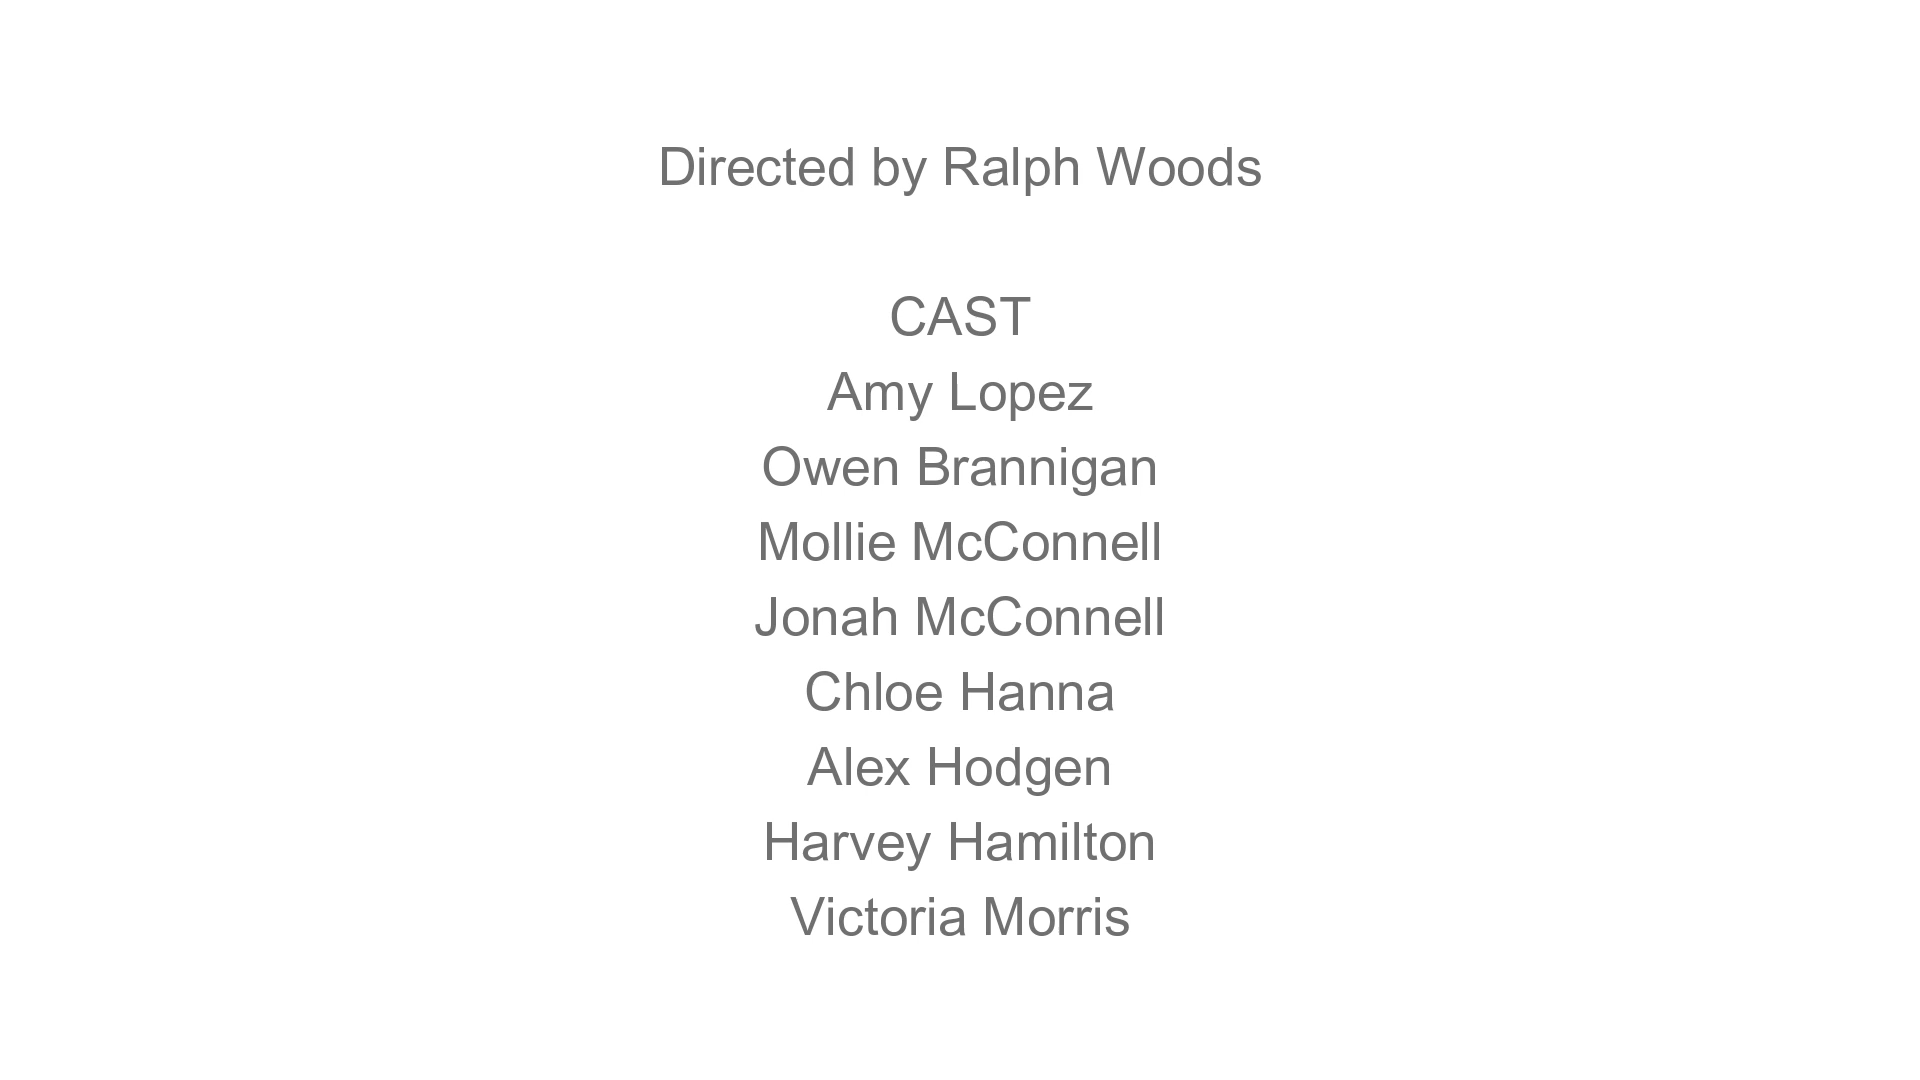 Directed by Ralph Woods
CAST
Amy Lopez
Owen Brannigan
Mollie McConnell
Jonah McConnell
Chloe Hanna
Alex Hodgen
Harvey Hamilton
Victoria Morris